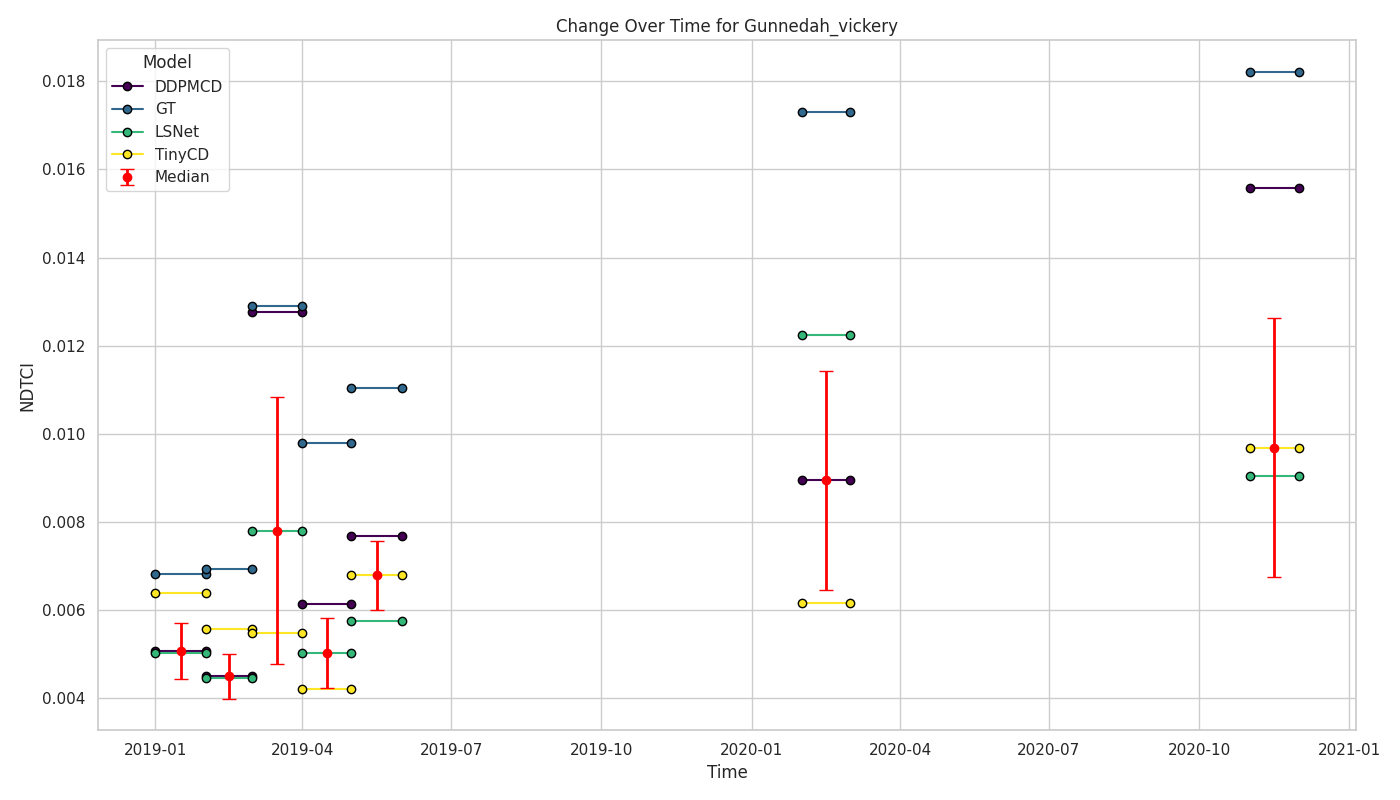 Change Over Time for Gunnedah_vickery
Model
DDPMCD
GT
LSNet
TinyCD
Median
NDTCI
0.018
0.016
0.014
0.012
0.010
0.008
0.006
0.004
2019-01
2019-04
2019-07
2019-10
2020-01
2020-04
2020-07
2020-10
2021-01
Time